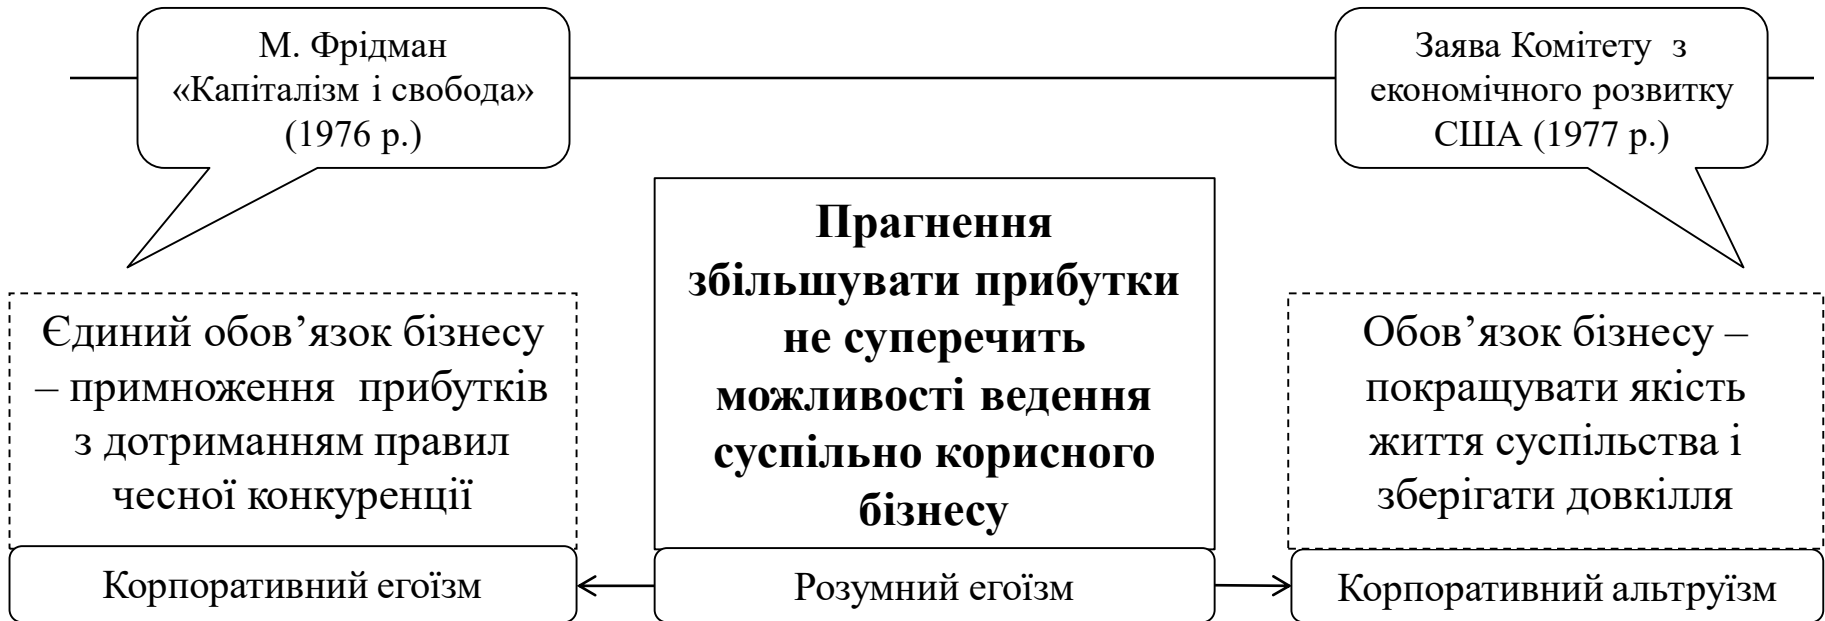 М. Фрідман
«Капіталізм і свобода»
(1976 р.)
Заява Комітету з
економічного розвитку
США (1977 р.)
Єдиний обов’язок бізнесу
– примноження прибутків
з дотриманням правил
чесної конкуренції
Прагнення
збільшувати прибутки
не суперечить
можливості ведення
суспільно корисного
бізнесу
Обов’язок бізнесу –
покращувати якість
життя суспільства і
зберігати довкілля
Корпоративний егоїзм
Розумний егоїзм
Корпоративний альтруїзм